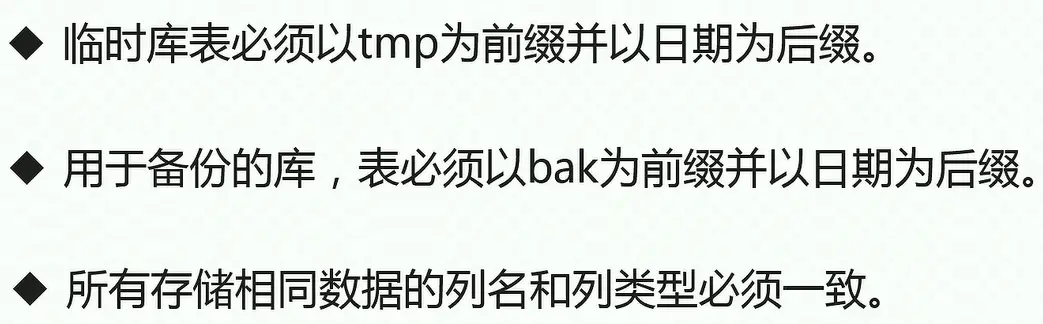 ◆ 临时库表必须以tmp为前缀并以日期为后缀。
◆ 用于备份的库，表必须以bak为前缀并以日期为后缀。
◆ 所有存储相同数据的列名和列类型必须一致。